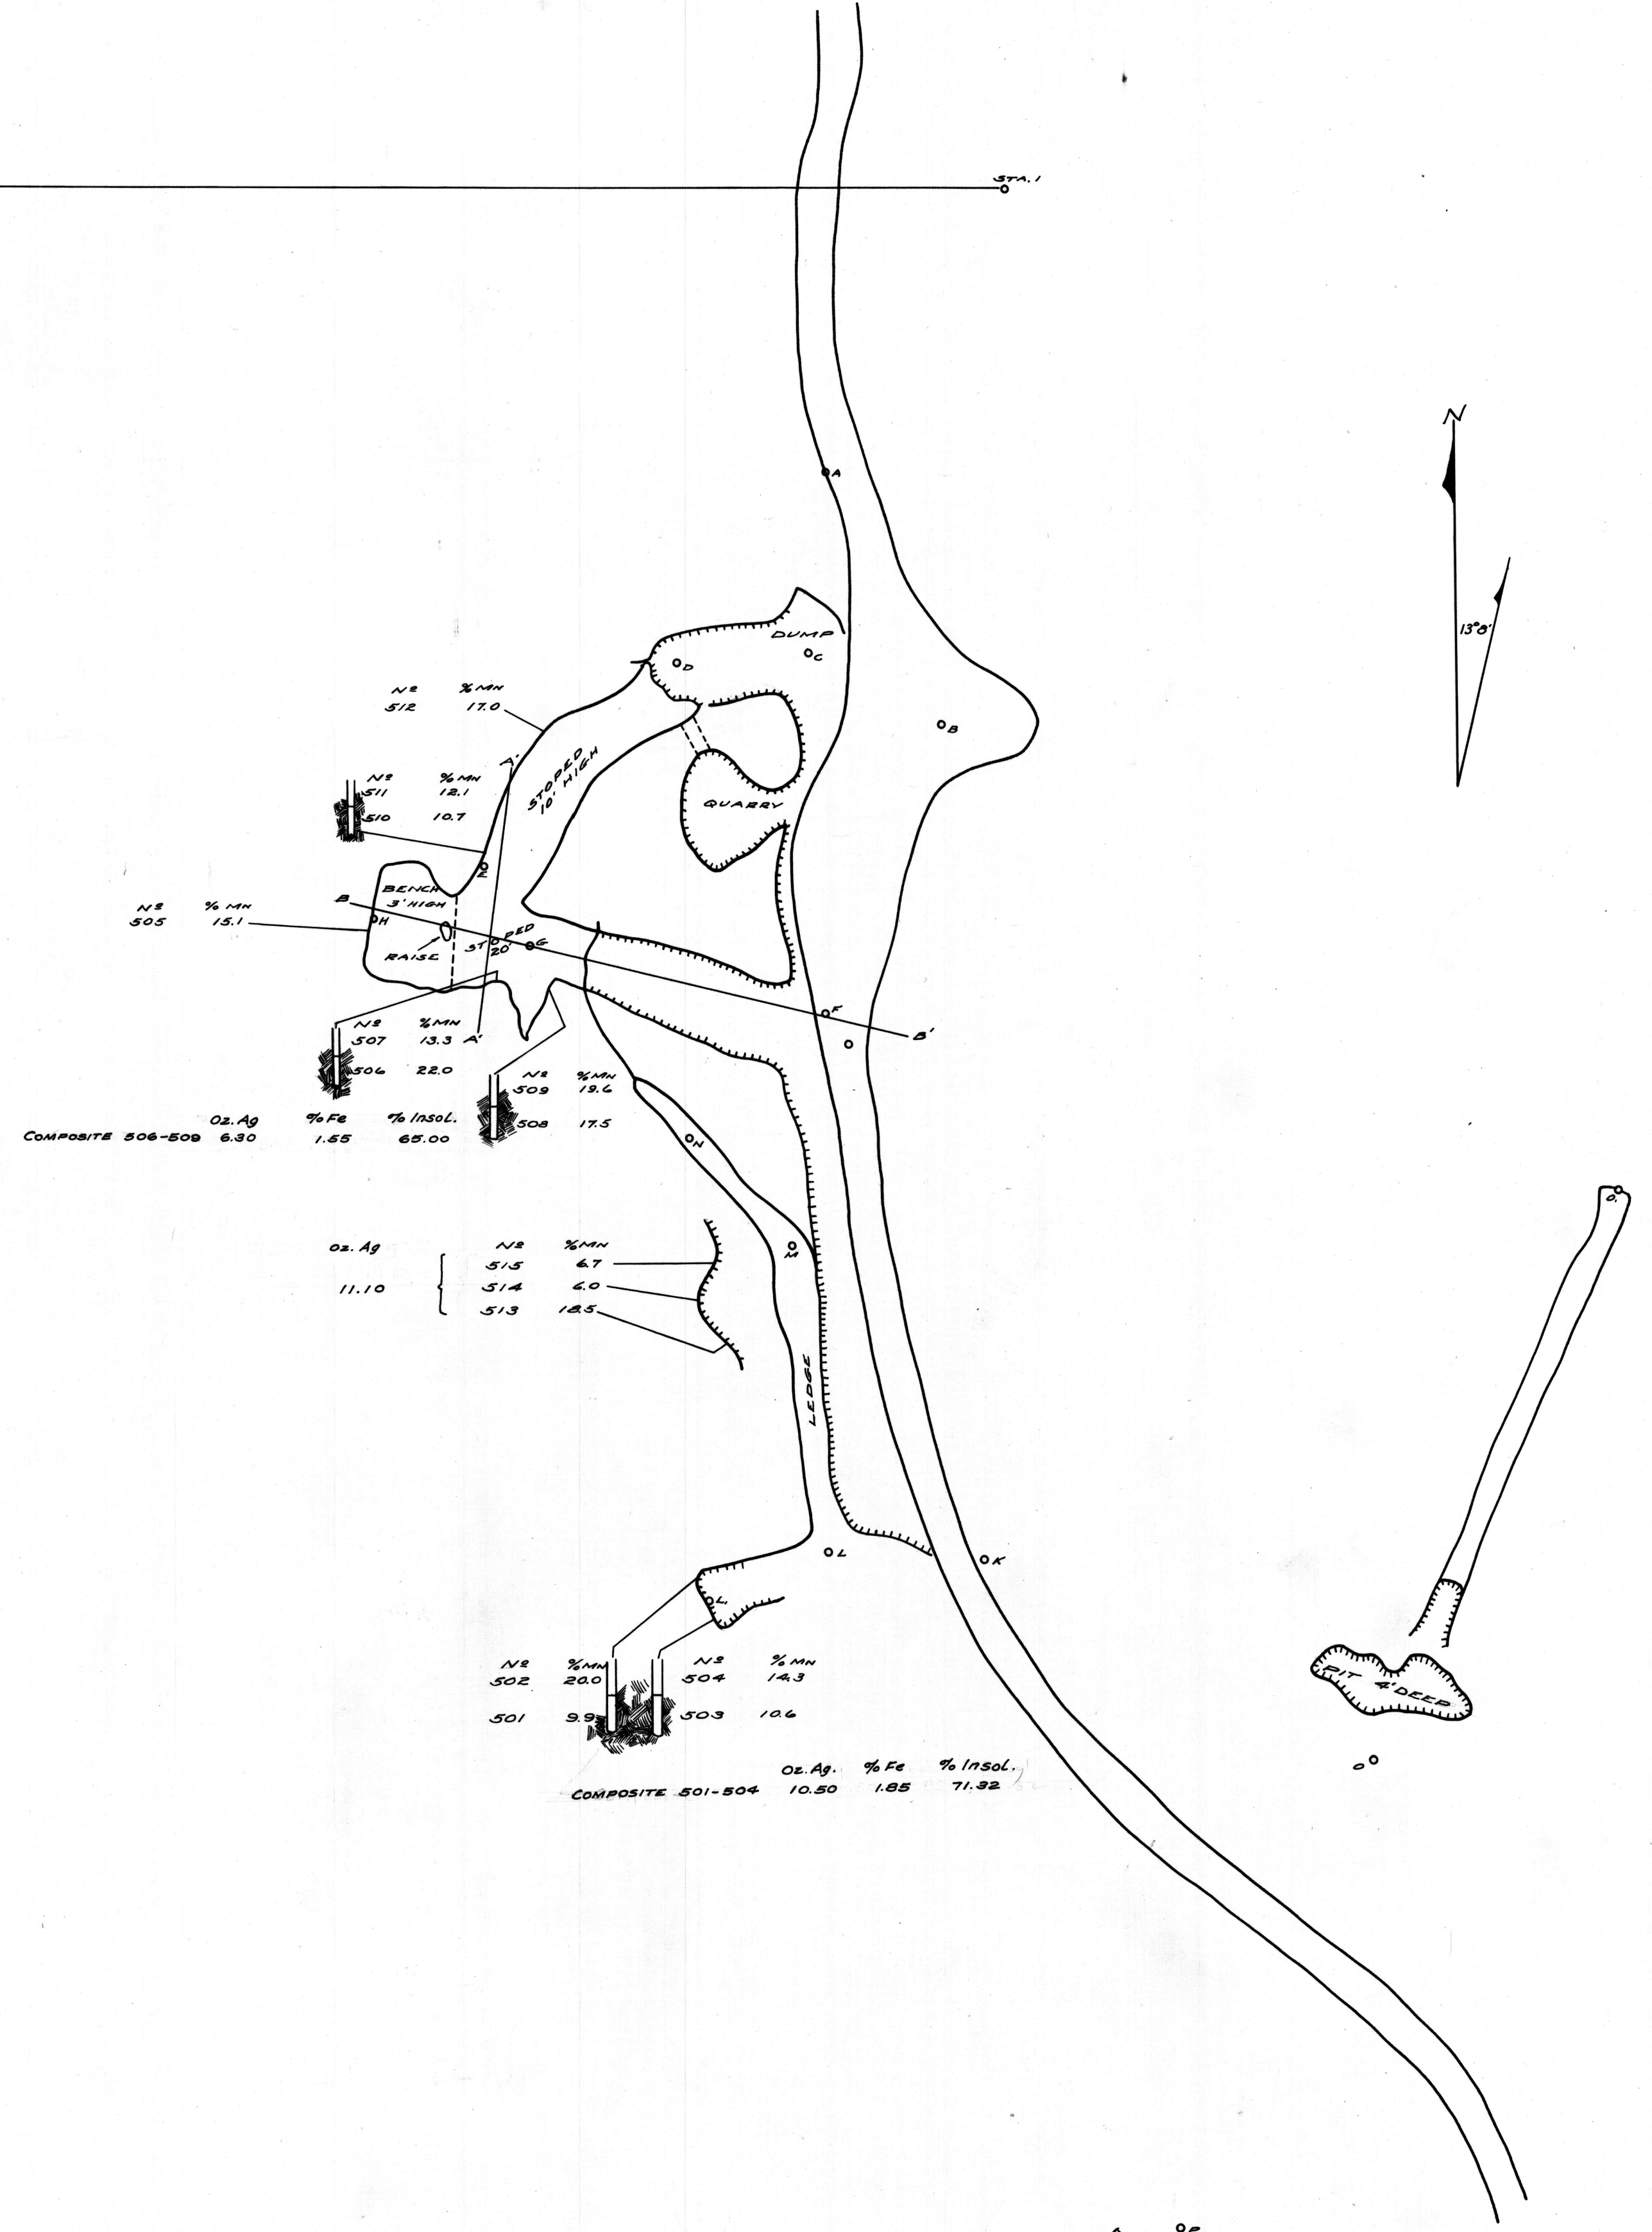 STA. 1
N
A
13°8'
DUMP
C
D
Nº %MN
512 17.0
B
A'
STOPED
10' HIGH
Nº %MN
511 12.1
510 10.7
QUARRY
BENCH
3' HIGH
B
H
Nº %MN
505 15.1
STOPED
20'
G
RAISE
F
B'
Nº %MN
507 13.3
A'
506 22.0
Nº %MN
509 19.6
508 17.5
Oz. Ag %Fe % Insol.
COMPOSITE 506-509 6.30 1.55 65.00
N
O.
M
Oz. Ag Nº %MN
515 6.7
11.10 514 6.0
513 18.5
LEDGE
L
K
L.
Nº %MN Nº %MN
502 20.0 504 14.3
501 9.9 503 10.6
PIT 4' DEEP
Oz. Ag. %Fe % Insol.
COMPOSITE 501-504 10.50 1.85 71.32
P